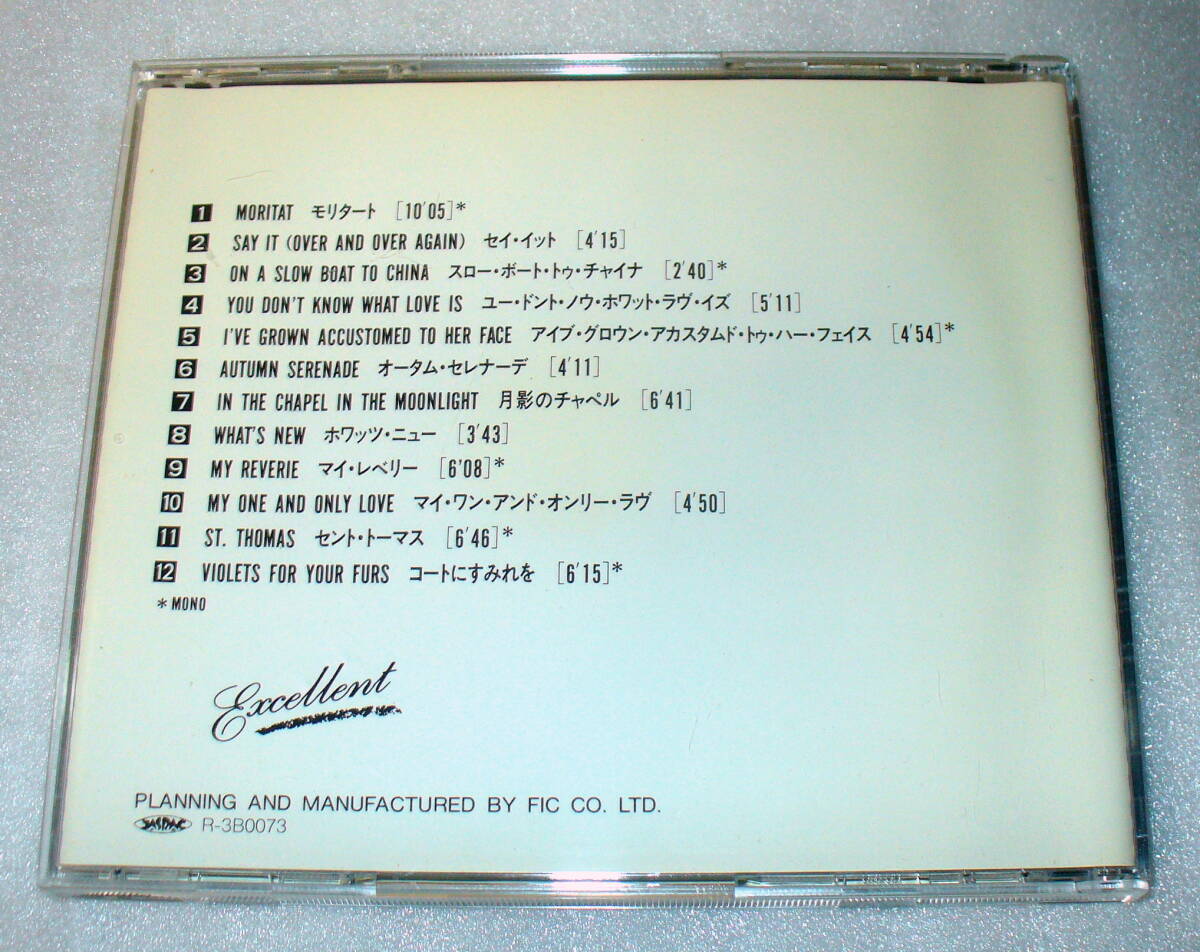 1 MORITAT モリタート [10'05]*
2 SAY IT (OVER AND OVER AGAIN) セイ・イット [4'15]
3 ON A SLOW BOAT TO CHINA スロー・ボート・トゥ・チャイナ [2'40]*
4 YOU DON'T KNOW WHAT LOVE IS ユー・ドント・ノウ・ホワット・ラヴ・イズ [5'11]
5 I'VE GROWN ACCUSTOMED TO HER FACE アイブ・グロウン・アカスタムド・トゥ・ハー・フェイス [4'54]*
6 AUTUMN SERENADE オータム・セレナーデ [4'11]
7 IN THE CHAPEL IN THE MOONLIGHT 月影のチャペル [6'41]
8 WHAT'S NEW ホワッツ・ニュー [3'43]
9 MY REVERIE マイ・レベリー [6'08]*
10 MY ONE AND ONLY LOVE マイ・ワン・アンド・オンリー・ラヴ [4'50]
11 ST. THOMAS セント・トーマス [6'46]*
12 VIOLETS FOR YOUR FURS コートにすみれを [6'15]*
*MONO
Excellent
PLANNING AND MANUFACTURED BY FIC CO. LTD.
JASRAC R-3B0073